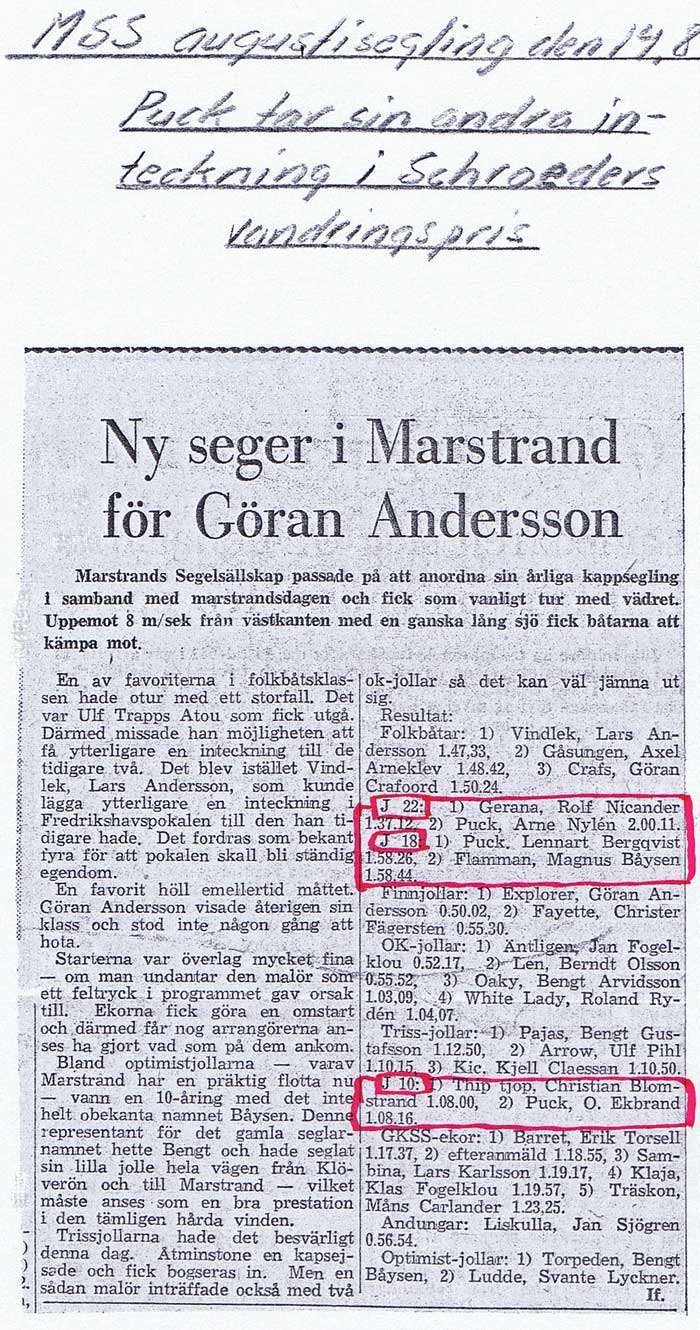 MSS augustisegling den 14,8
Puck tar sin andra in-
teckning i Schroeders
vandringspris
Ny seger i Marstrand
för Göran Andersson
Marstrands Segelsällskap passade på att anordna sin årliga kappsegling
i samband med marstrandsdagen och fick som vanligt tur med vädret.
Uppemot 8 m/sek från västkanten med en ganska lång sjö fick båtarna att
kämpa mot.
En av favoriterna i folkbåtsklas-
sen hade otur med ett storfall. Det
var Ulf Trapps Atou som fick utgå.
Därmed missade han möjligheten att
få ytterligare en inteckning till de
tidigare två. Det blev istället Vind-
lek, Lars Andersson, som kunde
lägga ytterligare en inteckning i
Fredrikshavspokalen till den han ti-
digare hade. Det fordras som bekant
fyra för att pokalen skall bli ständig
egendom.
En favorit höll emellertid måttet.
Göran Andersson visade återigen sin
klass och stod inte någon gång att
hota.
Starterna var överlag mycket fina
— om man undantar den malör som
ett feltryck i programmet gav orsak
till. Ekorna fick göra en omstart
och därmed får nog arrangörerna an-
ses ha gjort vad som på dem ankom.
Bland optimistjollarna — varav
Marstrand har en präktig flotta nu
— vann en 10-åring med det inte
helt obekanta namnet Båysen. Denne
representant för det gamla seglar-
namnet hette Bengt och hade seglat
sin lilla jolle hela vägen från Klö-
verön och till Marstrand — vilket
måste anses som en bra prestation
i den tämligen hårda vinden.
Trissjollarna hade det besvärligt
denna dag. Åtminstone en kapsej-
sade och fick bogseras in. Men en
sådan malör inträffade också med två
ok-jollar så det kan väl jämna ut
sig.
Resultat:
Folkbåtar: 1) Vindlek, Lars An-
dersson 1.47,33, 2) Gåsungen, Axel
Arneklev 1.48.42, 3) Crafs, Göran
Crafoord 1.50.24.
J 22: 1) Gerana, Rolf Nicander
1.37.12, 2) Puck, Arne Nylén 2.00.11.
J 18: 1) Puck. Lennart Bergqvist
1.58.26, 2) Flamman, Magnus Båysen
1.58.44.
Finnjollar: 1) Explorer, Göran An-
dersson 0.50.02, 2) Fayette, Christer
Fägersten 0.55.30.
OK-jollar: 1) Äntligen, Jan Fogel-
klou 0.52.17, 2) Len, Berndt Olsson
0.55.52, 3) Oaky, Bengt Arvidsson
1.03,09, 4) White Lady, Roland Ry-
dén 1.04,07.
Triss-jollar: 1) Pajas, Bengt Gus-
tafsson 1.12.50, 2) Arrow, Ulf Pihl
1.10.15, 3) Kic, Kjell Claessan 1.10.50.
J 10: 1) Thip tjop, Christian Blom-
strand 1.08.00, 2) Puck, O. Ekbrand
1.08.16.
GKSS-ekor: 1) Barret, Erik Torsell
1.17.37, 2) efteranmäld 1.18.55, 3) Sam-
bina, Lars Karlsson 1.19.17, 4) Klaja,
Klas Fogelklou 1.19.57, 5) Träskon,
Måns Carlander 1.23,25.
Andungar: Liskulla, Jan Sjögren
0.56.54.
Optimist-jollar: 1) Torpeden, Bengt
Båysen, 2) Ludde, Svante Lyckner.
If.